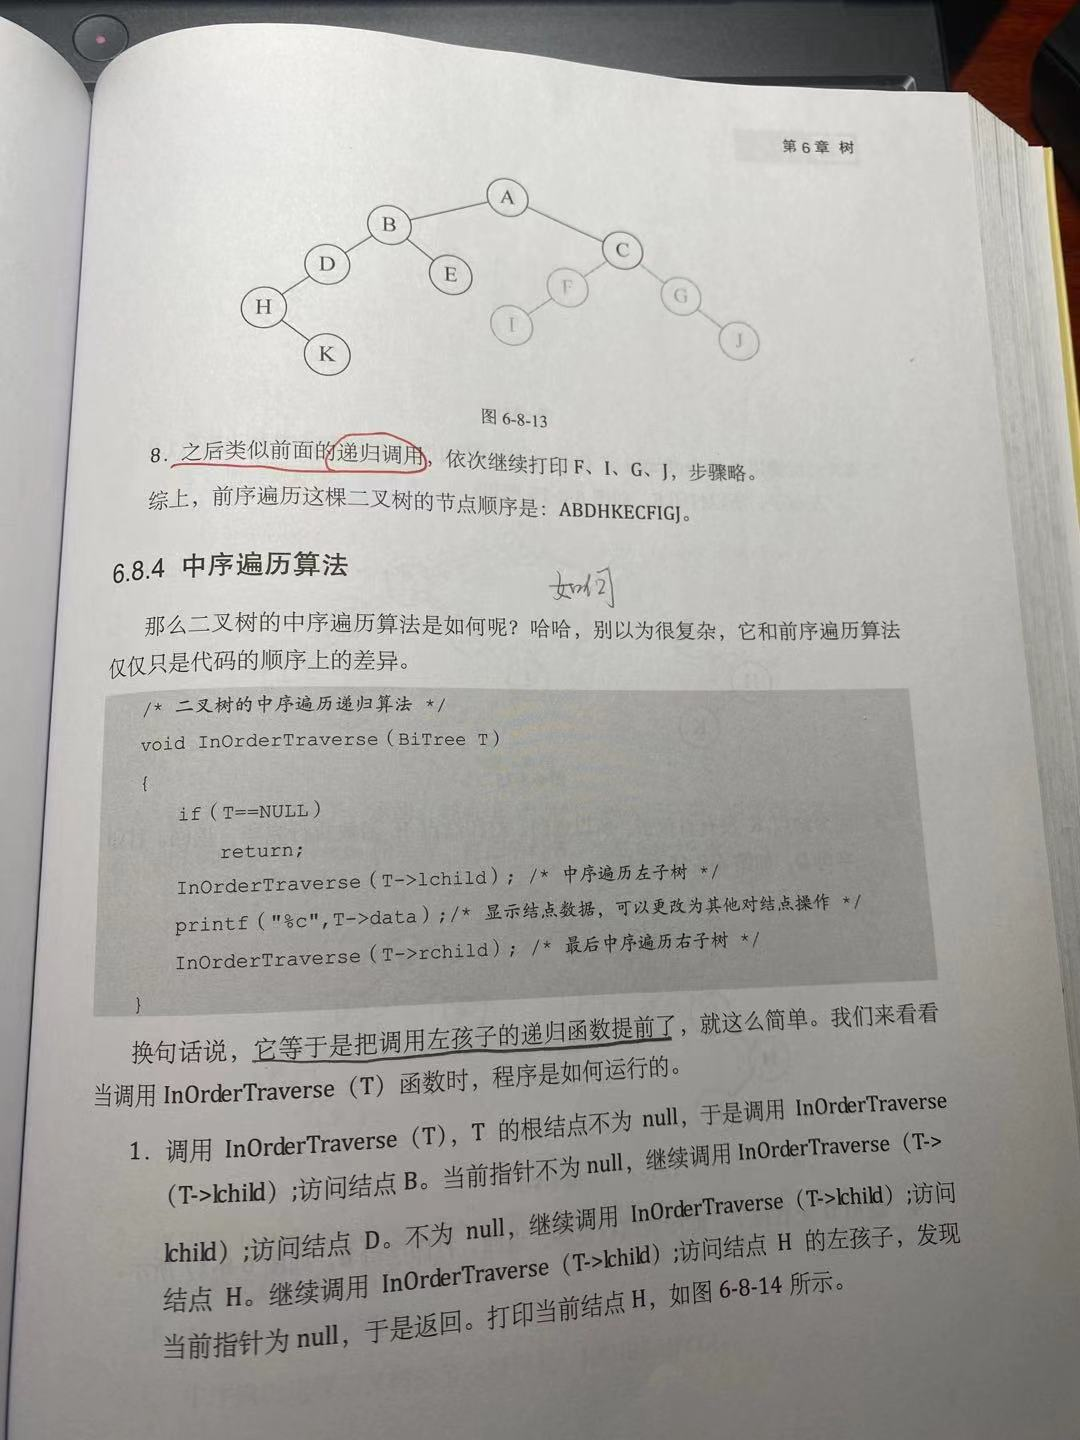 第6章 树
A
B
C
D
E
F
G
H
I
J
K
图 6-8-13
8. 之后类似前面的递归调用，依次继续打印 F、I、G、J，步骤略。
综上，前序遍历这棵二叉树的节点顺序是：ABDHKECFIGJ。
6.8.4 中序遍历算法
如何
那么二叉树的中序遍历算法是如何呢？哈哈，别以为很复杂，它和前序遍历算法
仅仅只是代码的顺序上的差异。
/* 二叉树的中序遍历递归算法 */
void InOrderTraverse（BiTree T）
{
if（T==NULL）
return;
InOrderTraverse（T->lchild）; /* 中序遍历左子树 */
printf（"%c",T->data）;/* 显示结点数据，可以更改为其他对结点操作 */
InOrderTraverse（T->rchild）; /* 最后中序遍历右子树 */
}
换句话说，它等于是把调用左孩子的递归函数提前了，就这么简单。我们来看看
当调用 InOrderTraverse（T）函数时，程序是如何运行的。
1. 调用 InOrderTraverse（T），T 的根结点不为 null，于是调用 InOrderTraverse
（T->lchild）;访问结点 B。当前指针不为 null，继续调用 InOrderTraverse（T->
lchild）;访问结点 D。不为 null，继续调用 InOrderTraverse（T->lchild）;访问
结点 H。继续调用 InOrderTraverse（T->lchild）;访问结点 H 的左孩子，发现
当前指针为 null，于是返回。打印当前结点 H，如图 6-8-14 所示。